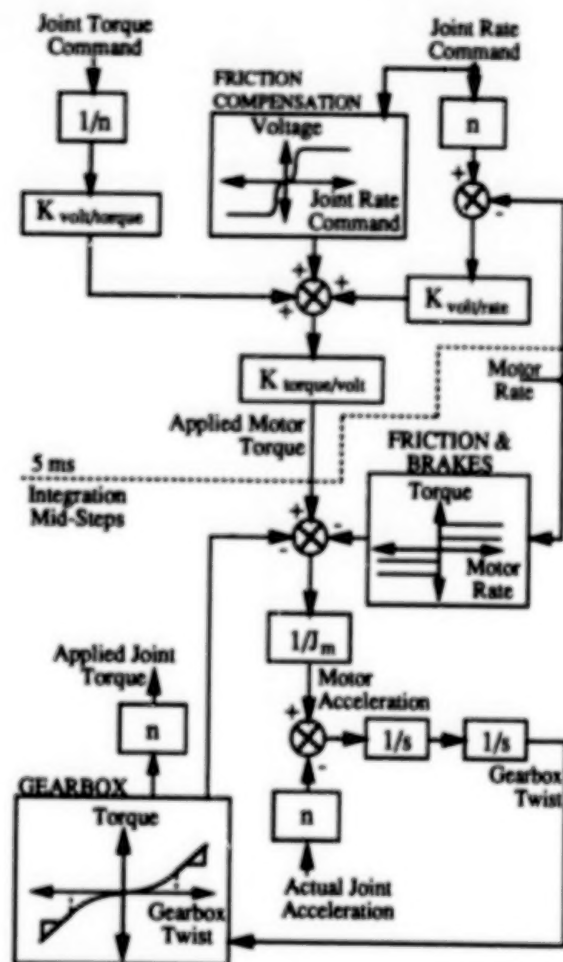 Joint Torque
Command
Joint Rate
Command
FRICTION
COMPENSATION
1/n
Voltage
n
Joint Rate
Command
+
-
K volt/torque
+
+
+
K volt/rate
K torque/volt
Motor
Rate
Applied Motor
Torque
5 ms
Integration
Mid-Steps
FRICTION &
BRAKES
Torque
Motor
Rate
+
-
-
1/Jm
Applied Joint
Torque
Motor
Acceleration
n
+
-
1/s
1/s
Gearbox
Twist
GEARBOX
Torque
Gearbox
Twist
n
Actual Joint
Acceleration